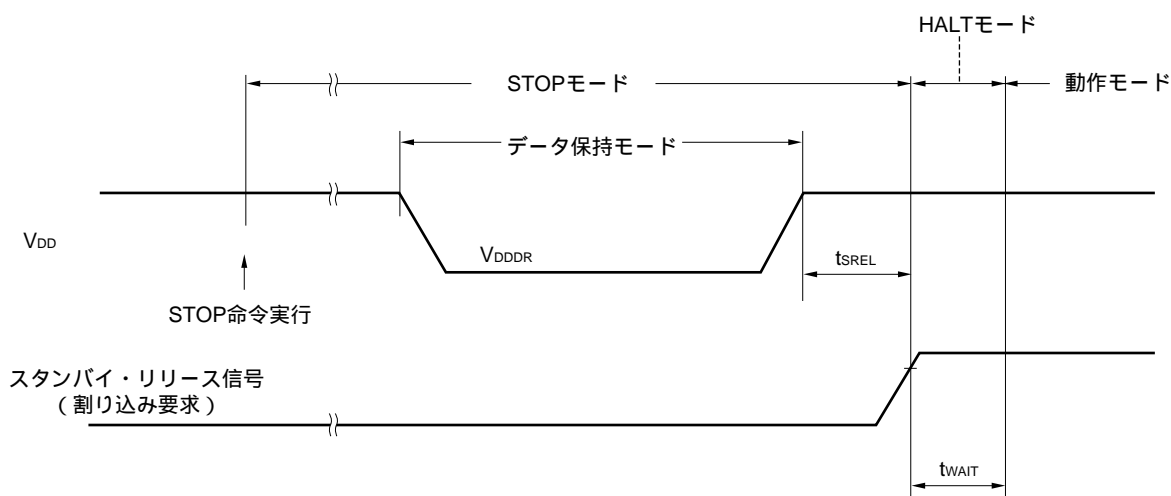 HALTモード
STOPモード
動作モード
データ保持モード
VDD
VDDDR
tSREL
STOP命令実行
スタンバイ・リリース信号
(割り込み要求)
tWAIT